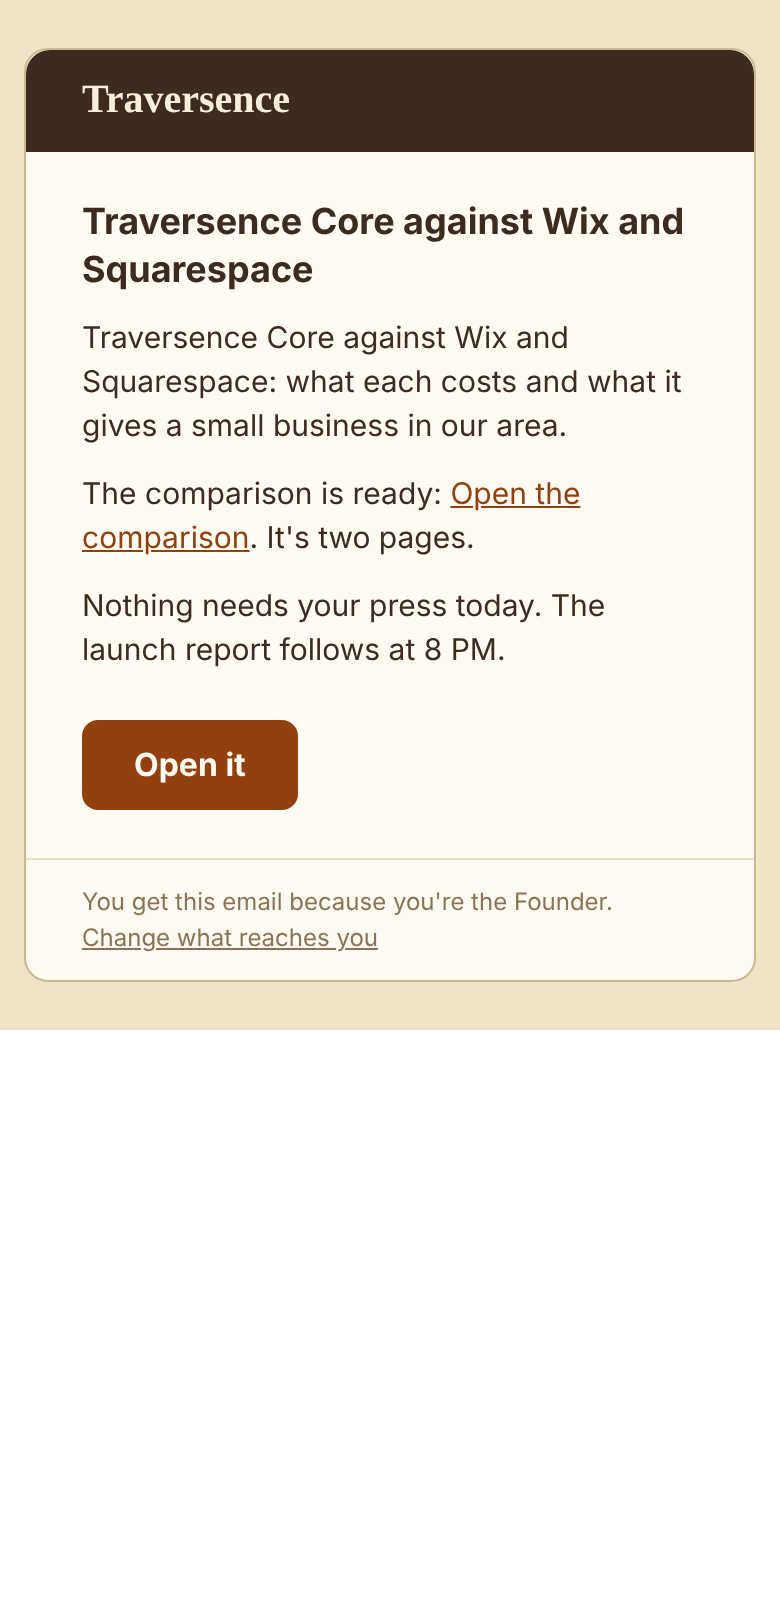 Traversence
Traversence Core against Wix and
Squarespace
Traversence Core against Wix and
Squarespace: what each costs and what it
gives a small business in our area.
The comparison is ready: Open the
comparison. It's two pages.
Nothing needs your press today. The
launch report follows at 8 PM.
Open it
You get this email because you're the Founder.
Change what reaches you